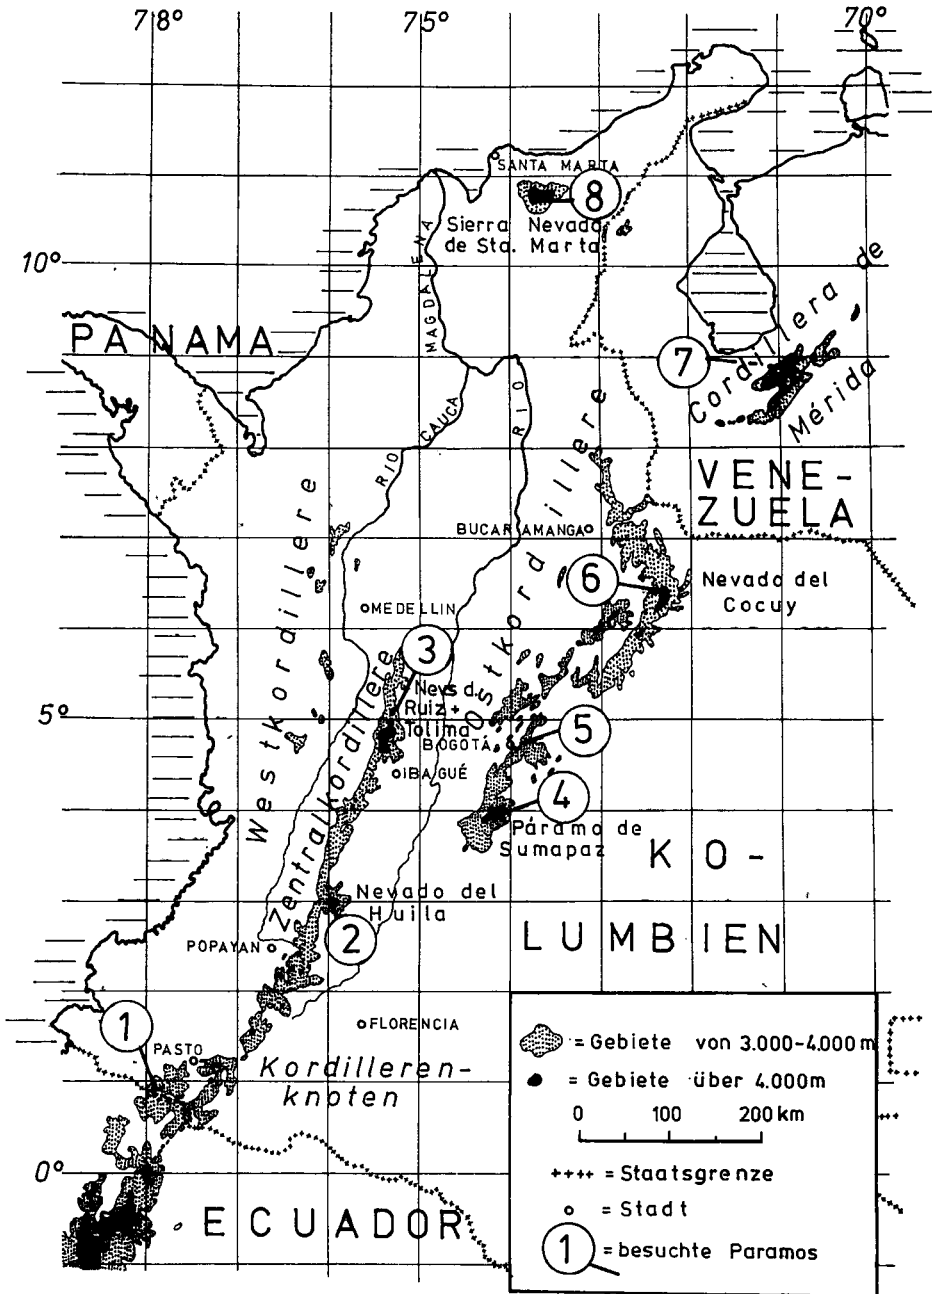 78° 75° 70°
SANTA MARTA
8
Sierra Nevada
de Sta. Marta
MAGDALENA
10°
Cordillera de
Mérida
PANAMA
7
RIO CAUCA
RIO
VENE-
ZUELA
Westkordillere
Ostkordillere
BUCARAMANGA
6
Nevado del
Cocuy
MEDELLIN
3
Zentralkordillere
Nevs d.
Ruiz +
Tolima
5°
BOGOTÁ
5
IBAGUÉ
4
Páramo de
Sumapaz
KO-
LUMBIEN
Nevado del
Huila
2
POPAYAN
1
FLORENCIA
PASTO
Kordilleren-
knoten
0°
ECUADOR
= Gebiete von 3.000-4.000 m
= Gebiete über 4.000m
0 100 200 km
++++ = Staatsgrenze
= Stadt
1 = besuchte Paramos